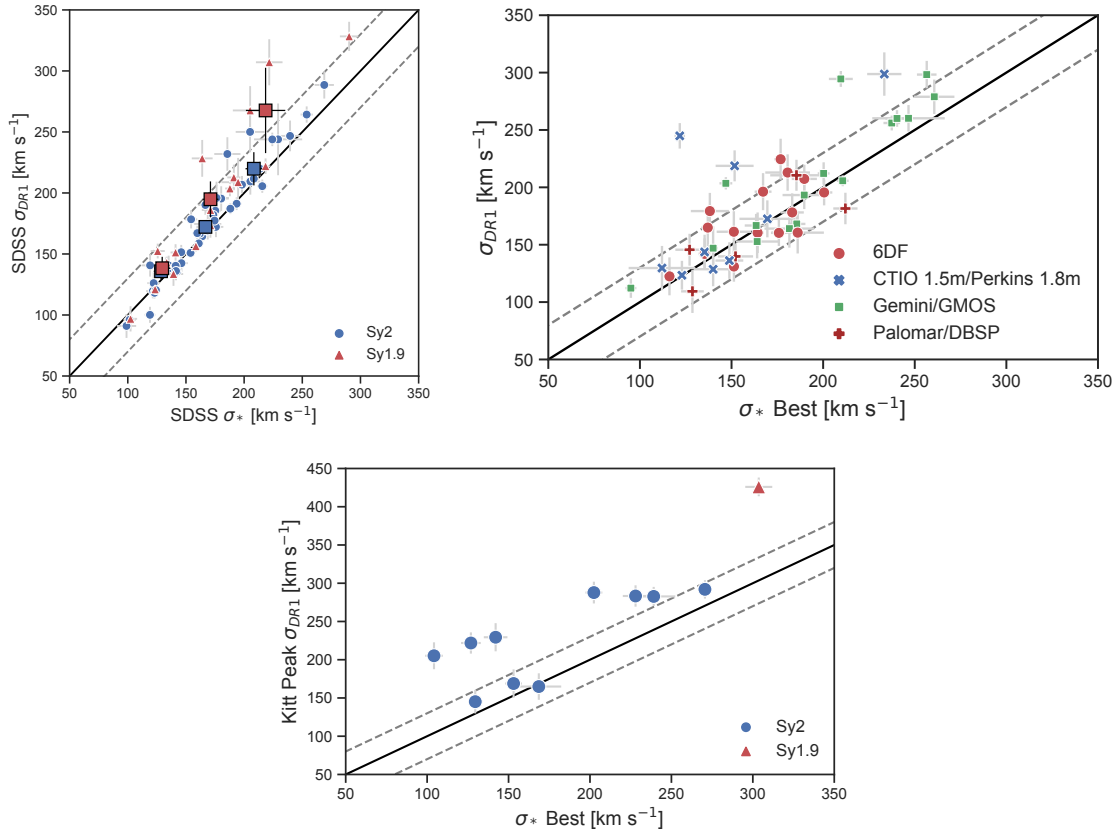 350
300
250
200
150
100
50
SDSS σDR1 [km s−1]
Sy2
Sy1.9
50 100 150 200 250 300 350
SDSS σ* [km s−1]
350
300
250
200
150
100
50
σDR1 [km s−1]
6DF
CTIO 1.5m/Perkins 1.8m
Gemini/GMOS
Palomar/DBSP
50 100 150 200 250 300 350
σ* Best [km s−1]
450
400
350
300
250
200
150
100
50
Kitt Peak σDR1 [km s−1]
Sy2
Sy1.9
50 100 150 200 250 300 350
σ* Best [km s−1]